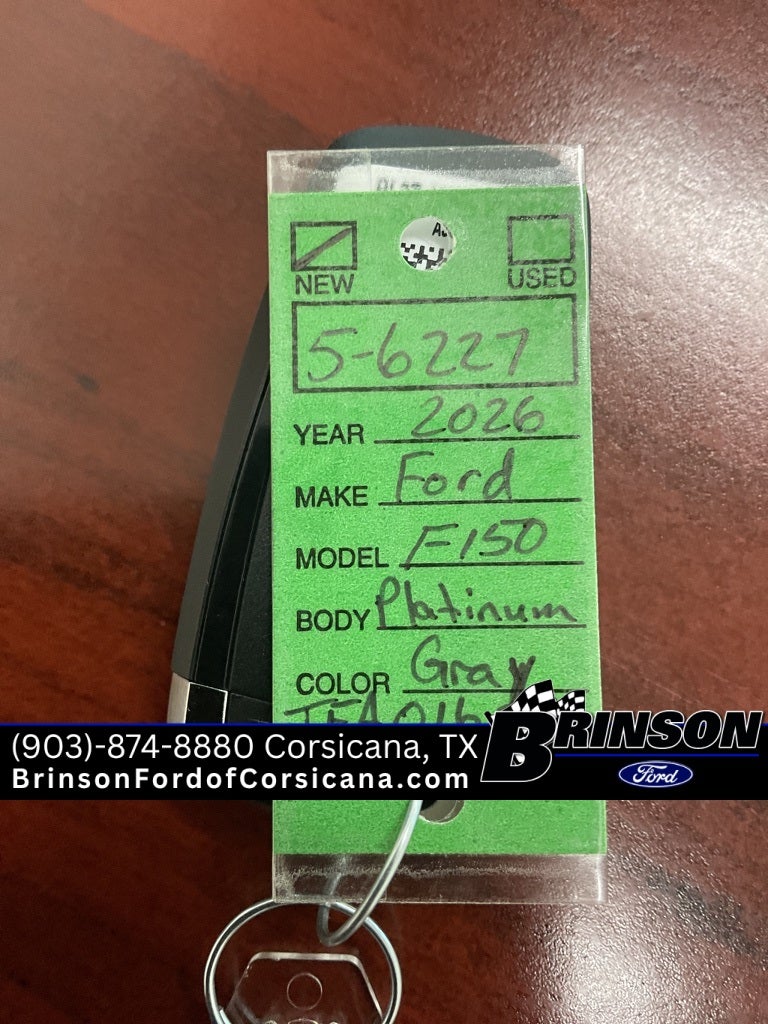 NEW USED
5-6227
YEAR 2026
MAKE Ford
MODEL F150
BODY Platinum
COLOR Gray
(903)-874-8880 Corsicana, TX
BrinsonFordofCorsicana.com
BRINSON
Ford